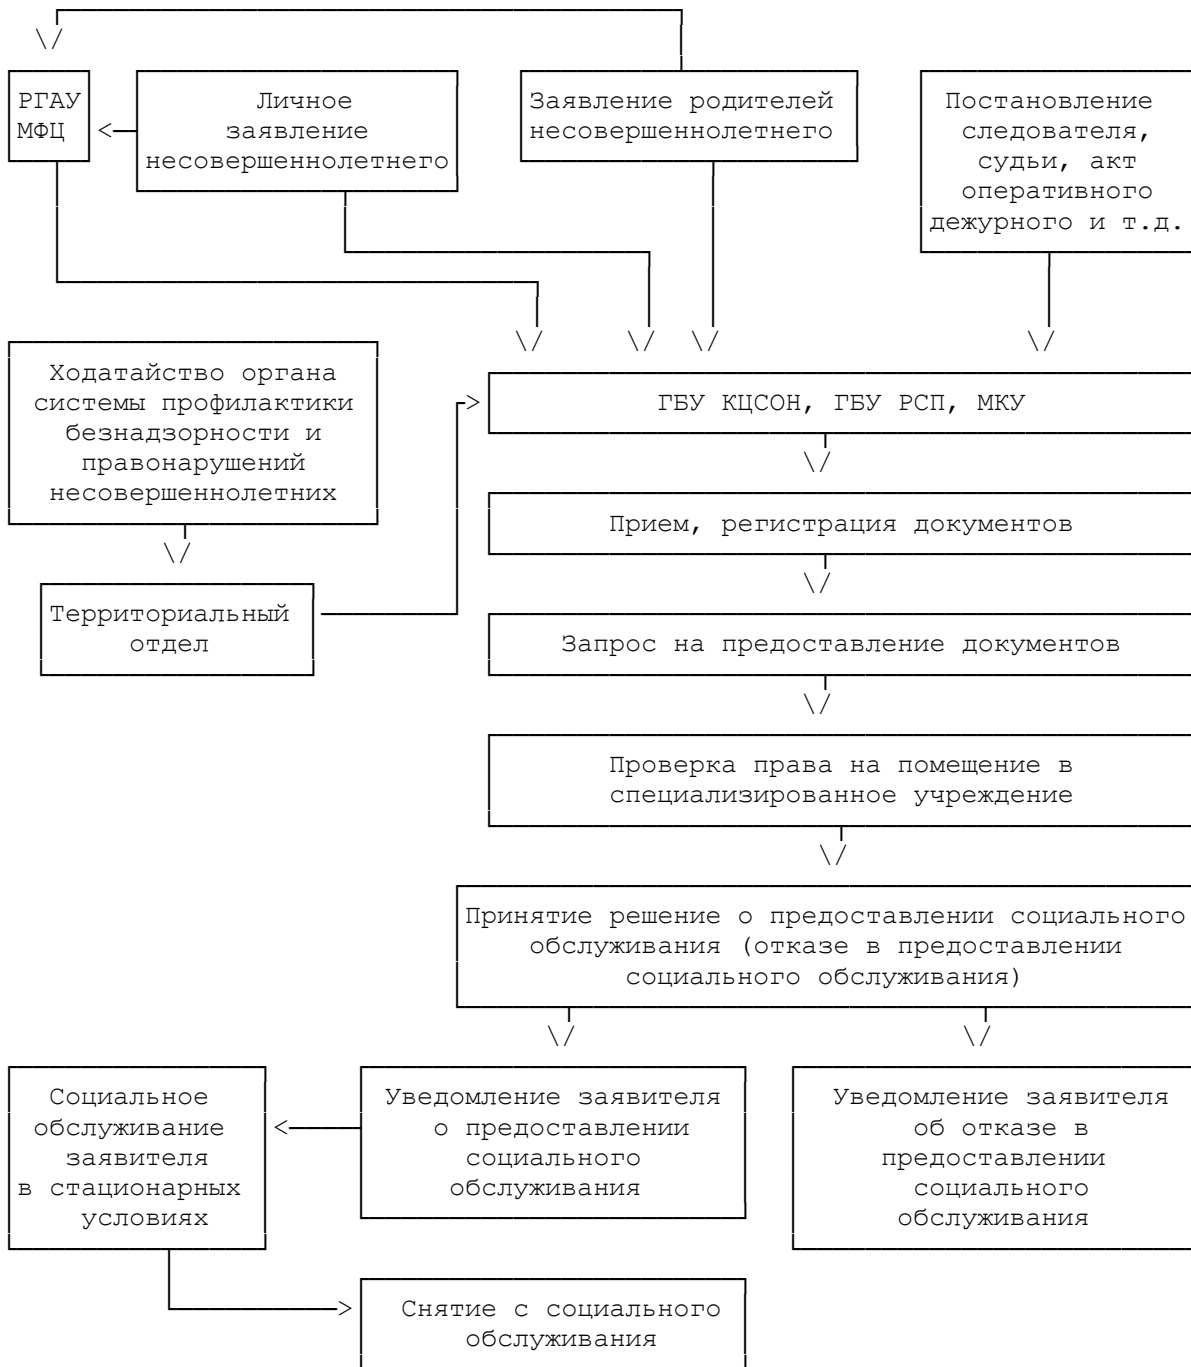 РГАУ
МФЦ
Личное
заявление
несовершеннолетнего
Заявление родителей
несовершеннолетнего
Постановление
следователя,
судьи, акт
оперативного
дежурного и т.д.
Ходатайство органа
системы профилактики
безнадзорности и
правонарушений
несовершеннолетних
ГБУ КЦСОН, ГБУ РСП, МКУ
Прием, регистрация документов
Территориальный
отдел
Запрос на предоставление документов
Проверка права на помещение в
специализированное учреждение
Принятие решение о предоставлении социального
обслуживания (отказе в предоставлении
социального обслуживания)
Социальное
обслуживание
заявителя
в стационарных
условиях
Уведомление заявителя
о предоставлении
социального
обслуживания
Уведомление заявителя
об отказе в
предоставлении
социального
обслуживания
Снятие с социального
обслуживания